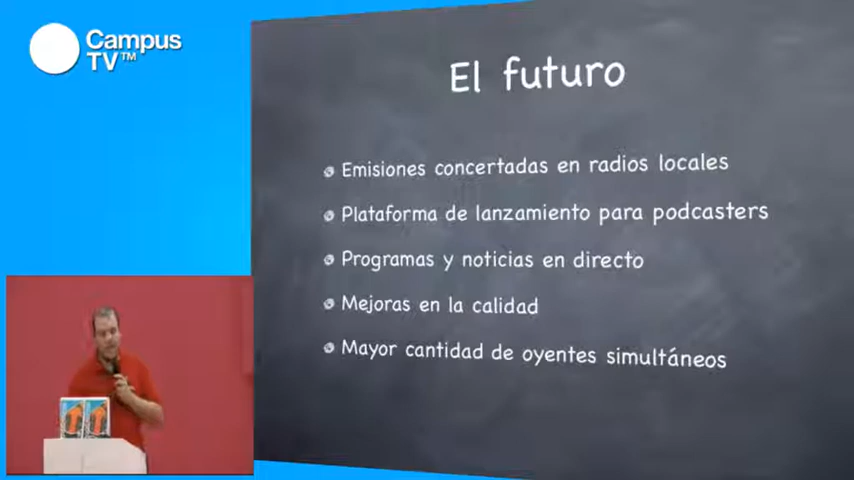 Campus
TV™
El futuro
Emisiones concertadas en radios locales
Plataforma de lanzamiento para podcasters
Programas y noticias en directo
Mejoras en la calidad
Mayor cantidad de oyentes simultáneos